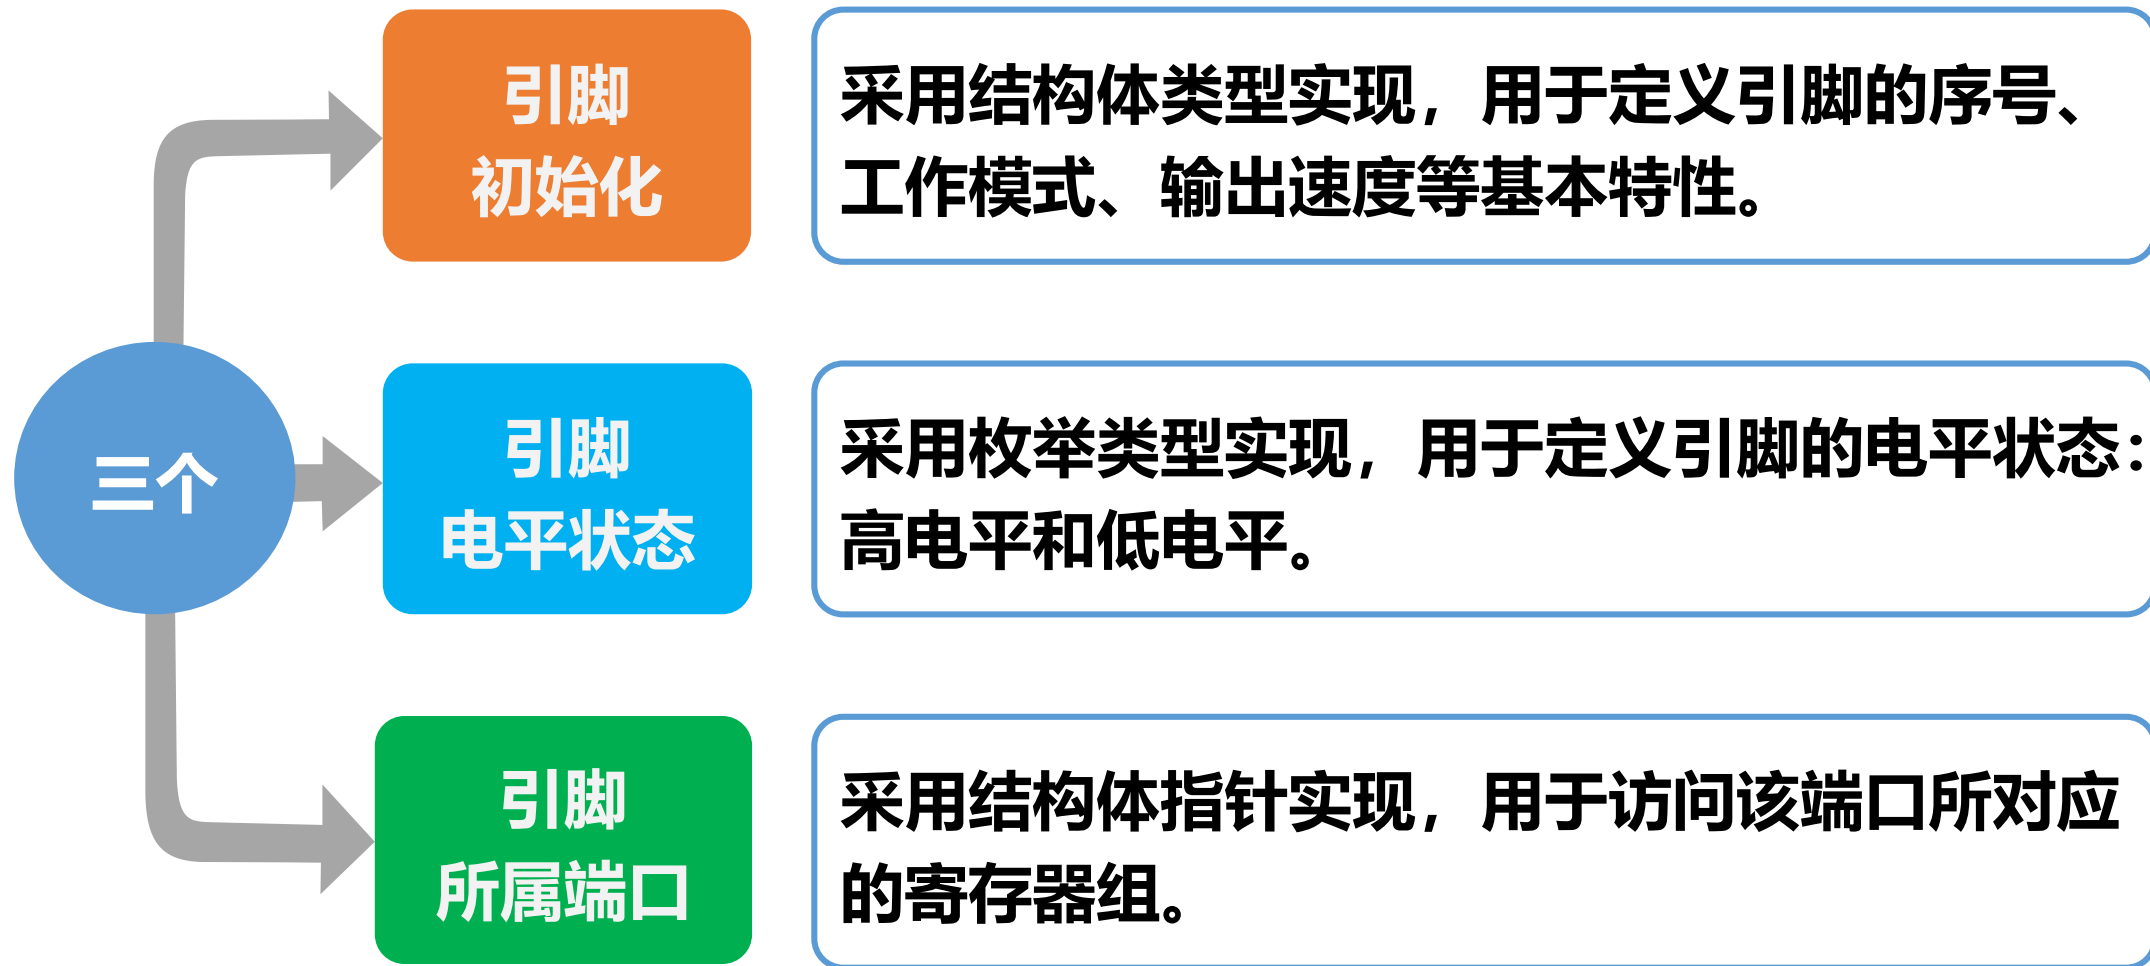 三个
引脚
初始化
采用结构体类型实现，用于定义引脚的序号、
工作模式、输出速度等基本特性。
引脚
电平状态
采用枚举类型实现，用于定义引脚的电平状态：
高电平和低电平。
引脚
所属端口
采用结构体指针实现，用于访问该端口所对应
的寄存器组。